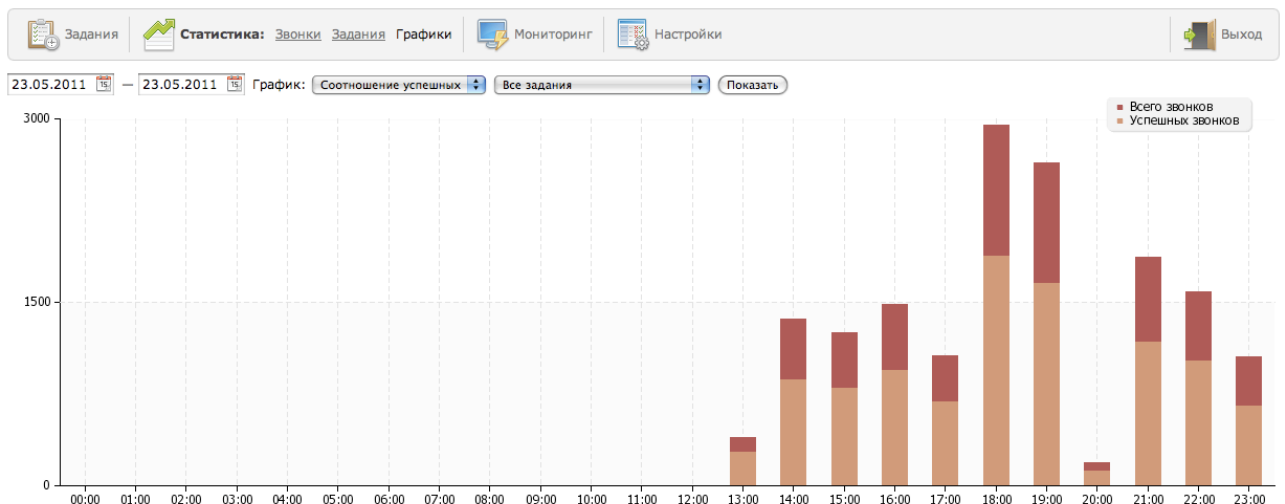 Задания Статистика: Звонки Задания Графики Мониторинг Настройки Выход
23.05.2011 15 — 23.05.2011 15 График: Соотношение успешных Все задания Показать
Всего звонков
Успешных звонков
3000
1500
0
00:00 01:00 02:00 03:00 04:00 05:00 06:00 07:00 08:00 09:00 10:00 11:00 12:00 13:00 14:00 15:00 16:00 17:00 18:00 19:00 20:00 21:00 22:00 23:00